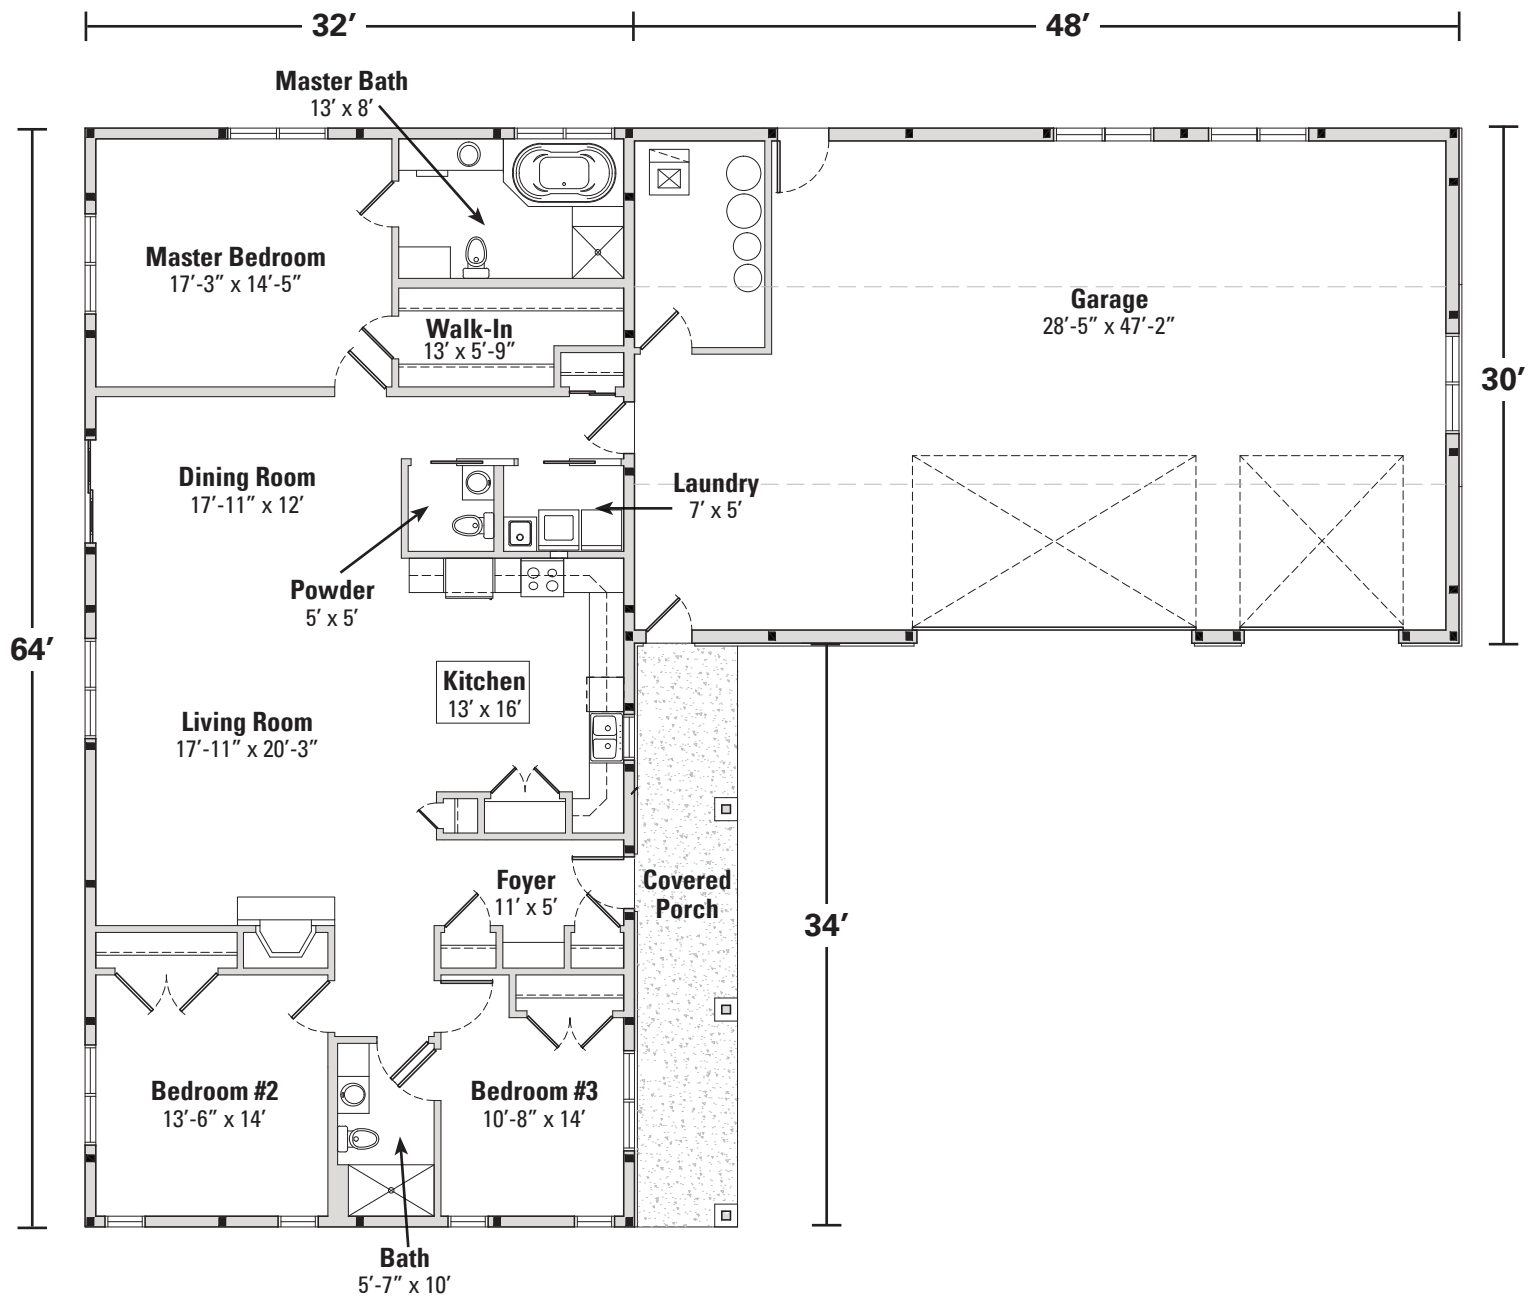 32′
48′
Master Bath
13′ x 8′
Master Bedroom
17′-3″ x 14′-5″
Walk-In
13′ x 5′-9″
Garage
28′-5″ x 47′-2″
30′
Dining Room
17′-11″ x 12′
Laundry
7′ x 5′
Powder
5′ x 5′
64′
Kitchen
13′ x 16′
Living Room
17′-11″ x 20′-3″
Foyer
11′ x 5′
Covered
Porch
34′
Bedroom #2
13′-6″ x 14′
Bedroom #3
10′-8″ x 14′
Bath
5′-7″ x 10′